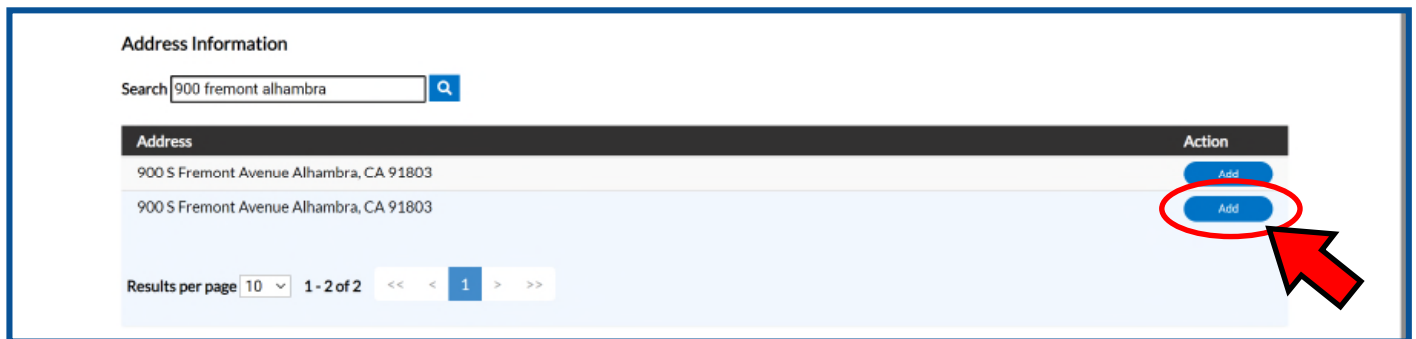 Address Information
Search 900 fremont alhambra
Address Action
900 S Fremont Avenue Alhambra, CA 91803 Add
900 S Fremont Avenue Alhambra, CA 91803 Add
Results per page 10 1 - 2 of 2 << < 1 > >>